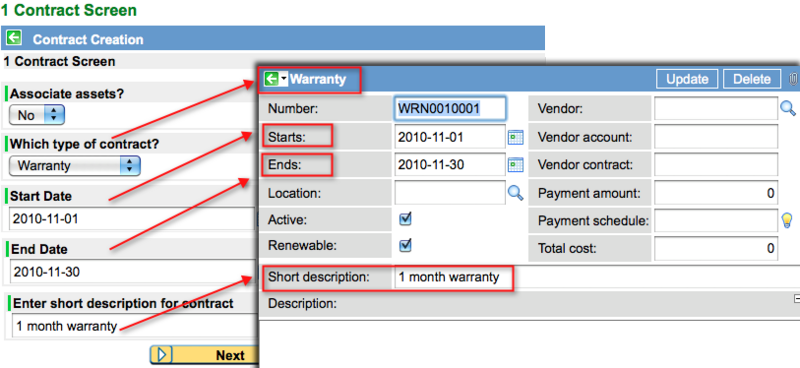 1 Contract Screen
Contract Creation
1 Contract Screen
Associate assets?
No
Which type of contract?
Warranty
Start Date
2010-11-01
End Date
2010-11-30
Enter short description for contract
1 month warranty
Next
Warranty Update Delete
Number: WRN0010001 Vendor:
Starts: 2010-11-01 Vendor account:
Ends: 2010-11-30 Vendor contract:
Location: Payment amount: 0
Active: Payment schedule:
Renewable: Total cost: 0
Short description: 1 month warranty
Description: